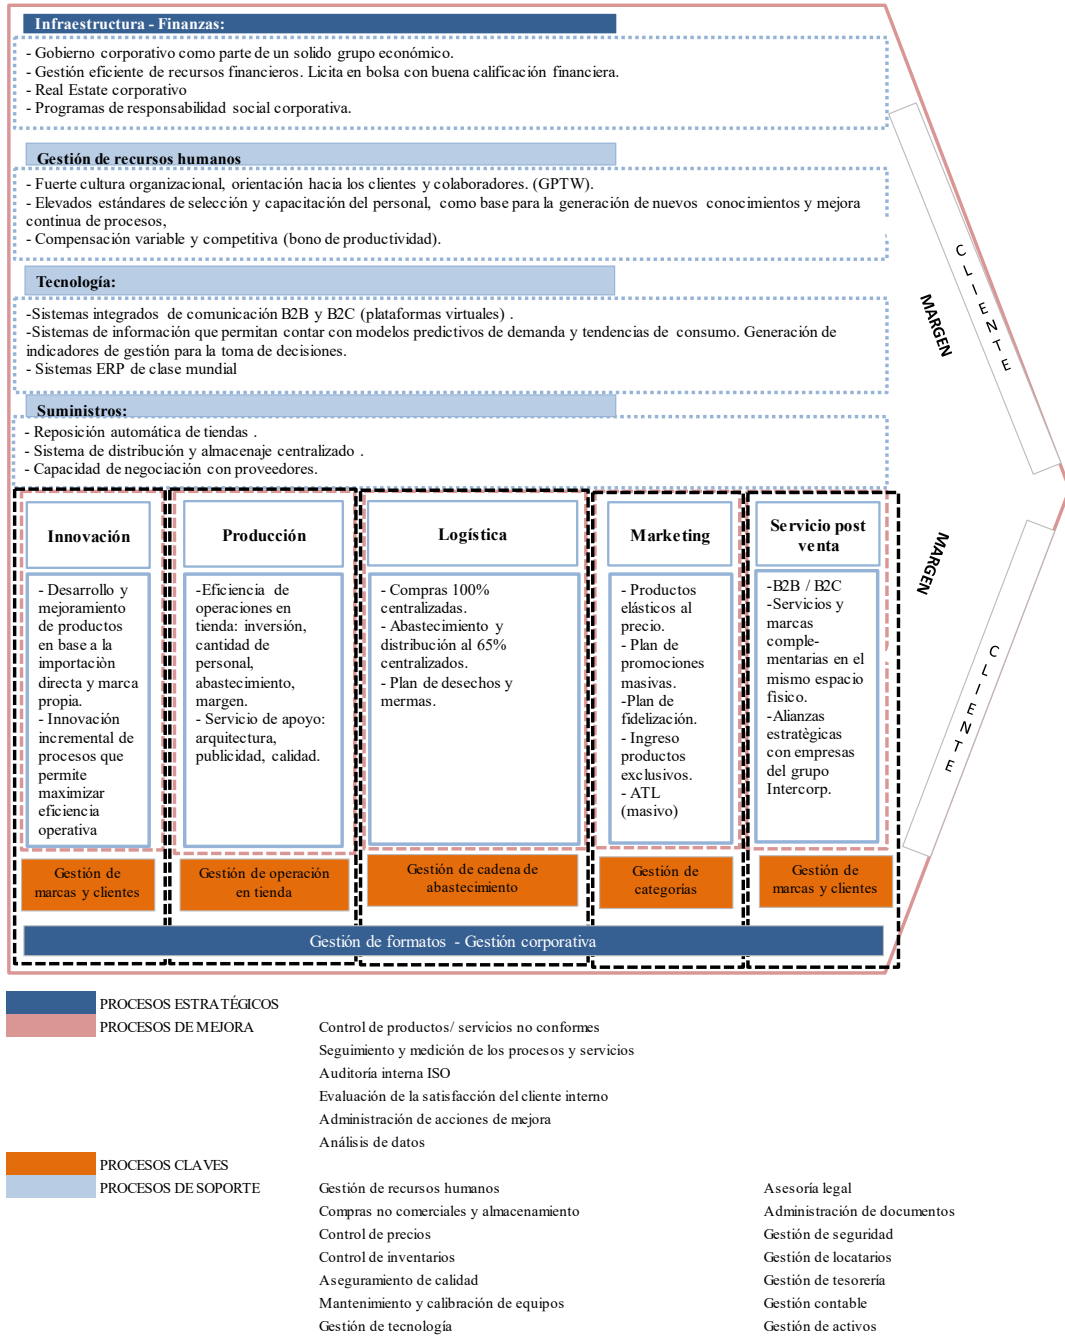 Infraestructura - Finanzas:
- Gobierno corporativo como parte de un solido grupo económico.
- Gestión eficiente de recursos financieros. Licita en bolsa con buena calificación financiera.
- Real Estate corporativo
- Programas de responsabilidad social corporativa.
Gestión de recursos humanos
- Fuerte cultura organizacional, orientación hacia los clientes y colaboradores. (GPTW).
- Elevados estándares de selección y capacitación del personal, como base para la generación de nuevos conocimientos y mejora
continua de procesos,
- Compensación variable y competitiva (bono de productividad).
Tecnología:
-Sistemas integrados de comunicación B2B y B2C (plataformas virtuales) .
-Sistemas de información que permitan contar con modelos predictivos de demanda y tendencias de consumo. Generación de
indicadores de gestión para la toma de decisiones.
- Sistemas ERP de clase mundial
Suministros:
- Reposición automática de tiendas .
- Sistema de distribución y almacenaje centralizado .
- Capacidad de negociación con proveedores.
CLIENTE
MARGEN
MARGEN
CLIENTE
Innovación
- Desarrollo y
mejoramiento
de productos
en base a la
importaciòn
directa y marca
propia.
- Innovación
incremental de
procesos que
permite
maximizar
eficiencia
operativa
Gestión de
marcas y clientes
Producción
-Eficiencia de
operaciones en
tienda: inversión,
cantidad de
personal,
abastecimiento,
margen.
- Servicio de apoyo:
arquitectura,
publicidad, calidad.
Gestión de operación
en tienda
Logística
- Compras 100%
centralizadas.
- Abastecimiento y
distribución al 65%
centralizados.
- Plan de desechos y
mermas.
Gestión de cadena de
abastecimiento
Marketing
- Productos
elásticos al
precio.
- Plan de
promociones
masivas.
-Plan de
fidelización.
- Ingreso
productos
exclusivos.
- ATL
(masivo)
Gestión de
categorías
Servicio post
venta
-B2B / B2C
-Servicios y
marcas
comple-
mentarias en el
mismo espacio
físico.
-Alianzas
estratègicas
con empresas
del grupo
Intercorp.
Gestión de
marcas y clientes
Gestión de formatos - Gestión corporativa
PROCESOS ESTRATÉGICOS
PROCESOS DE MEJORA
Control de productos/ servicios no conformes
Seguimiento y medición de los procesos y servicios
Auditoría interna ISO
Evaluación de la satisfacción del cliente interno
Administración de acciones de mejora
Análisis de datos
PROCESOS CLAVES
PROCESOS DE SOPORTE
Gestión de recursos humanos
Compras no comerciales y almacenamiento
Control de precios
Control de inventarios
Aseguramiento de calidad
Mantenimiento y calibración de equipos
Gestión de tecnología
Asesoría legal
Administración de documentos
Gestión de seguridad
Gestión de locatarios
Gestión de tesorería
Gestión contable
Gestión de activos